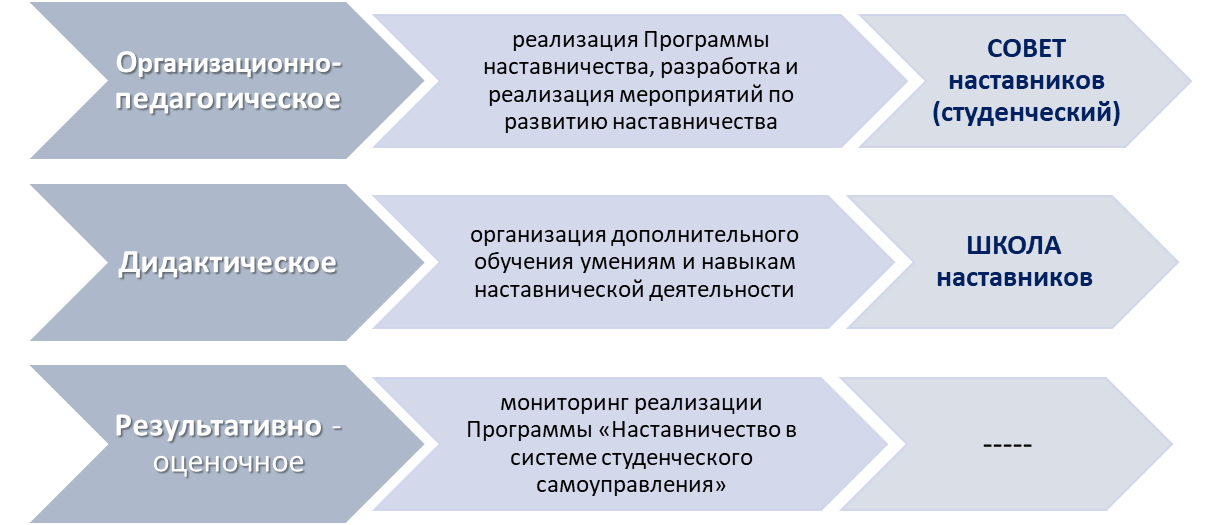 Организационно-
педагогическое
реализация Программы
наставничества, разработка и
реализация мероприятий по
развитию наставничества
СОВЕТ
наставников
(студенческий)
Дидактическое
организация дополнительного
обучения умениям и навыкам
наставнической деятельности
ШКОЛА
наставников
Результативно -
оценочное
мониторинг реализации
Программы «Наставничество в
системе студенческого
самоуправления»
-----